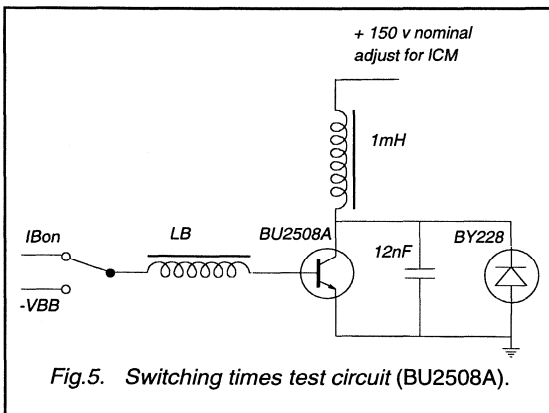 + 150 v nominal
adjust for ICM
1mH
LB
BU2508A
IBon
-VBB
12nF
BY228
Fig.5. Switching times test circuit (BU2508A).